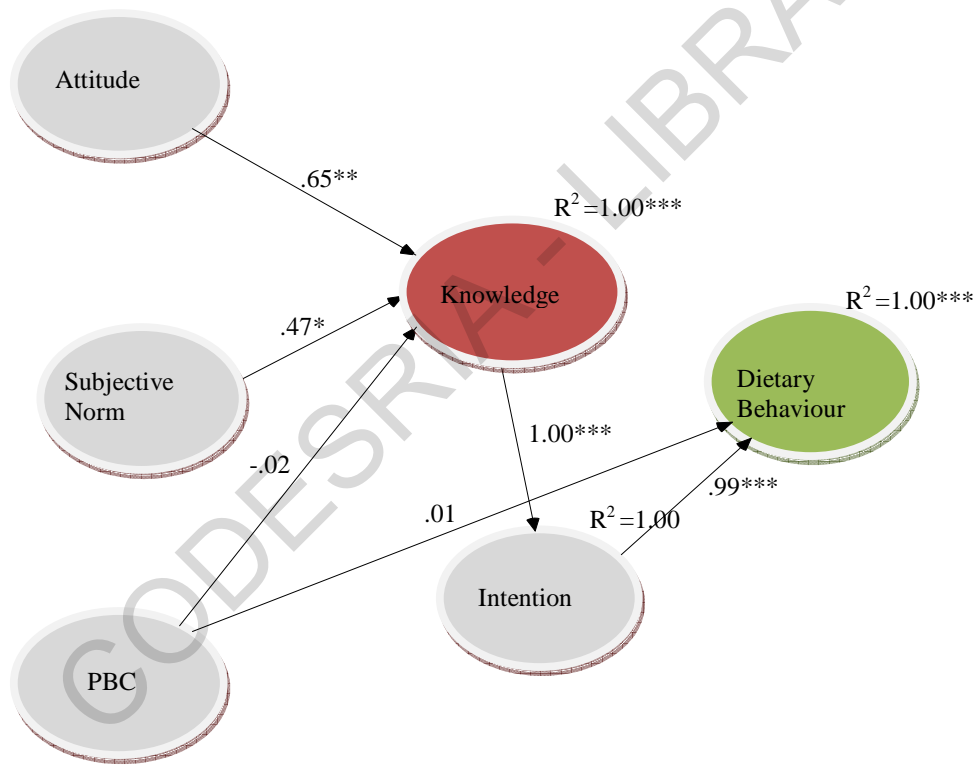 Attitude
.65**
R² =1.00***
Knowledge
R² =1.00***
.47*
Subjective
Norm
Dietary
Behaviour
1.00***
-.02
.99***
.01
R² =1.00
Intention
PBC
CODESRIA - LIBRA